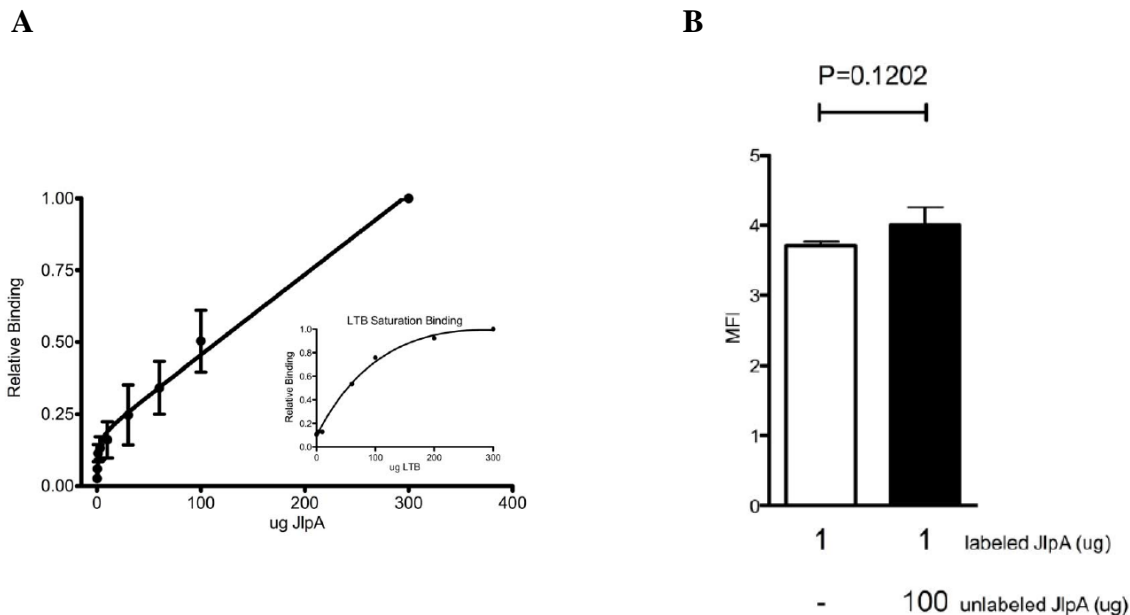 A
Relative Binding
1.00
0.75
0.50
0.25
0.00
0 100 200 300 400
ug JlpA
LTB Saturation Binding
Relative Binding
1.0
0.8
0.6
0.4
0.2
0.0
0 100 200 300
ug LTB
B
P=0.1202
MFI
5
4
3
2
1
0
1 1 labeled JlpA (ug)
- 100 unlabeled JlpA (ug)